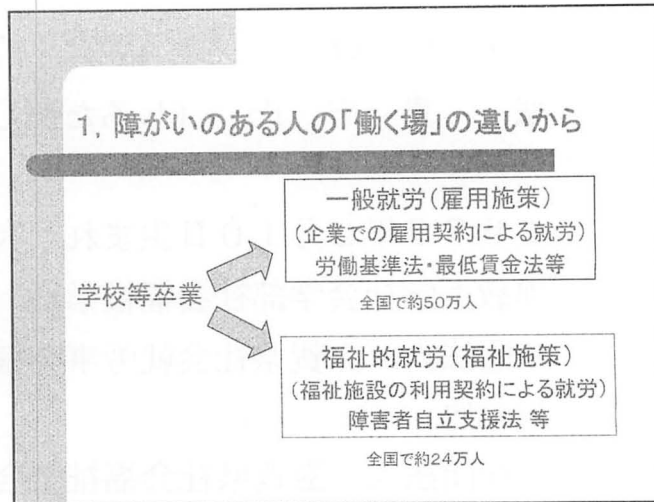 1, 障がいのある人の「働く場」の違いから
一般就労(雇用施策)
(企業での雇用契約による就労)
労働基準法・最低賃金法等
全国で約50万人
学校等卒業
福祉的就労(福祉施策)
(福祉施設の利用契約による就労)
障害者自立支援法 等
全国で約24万人